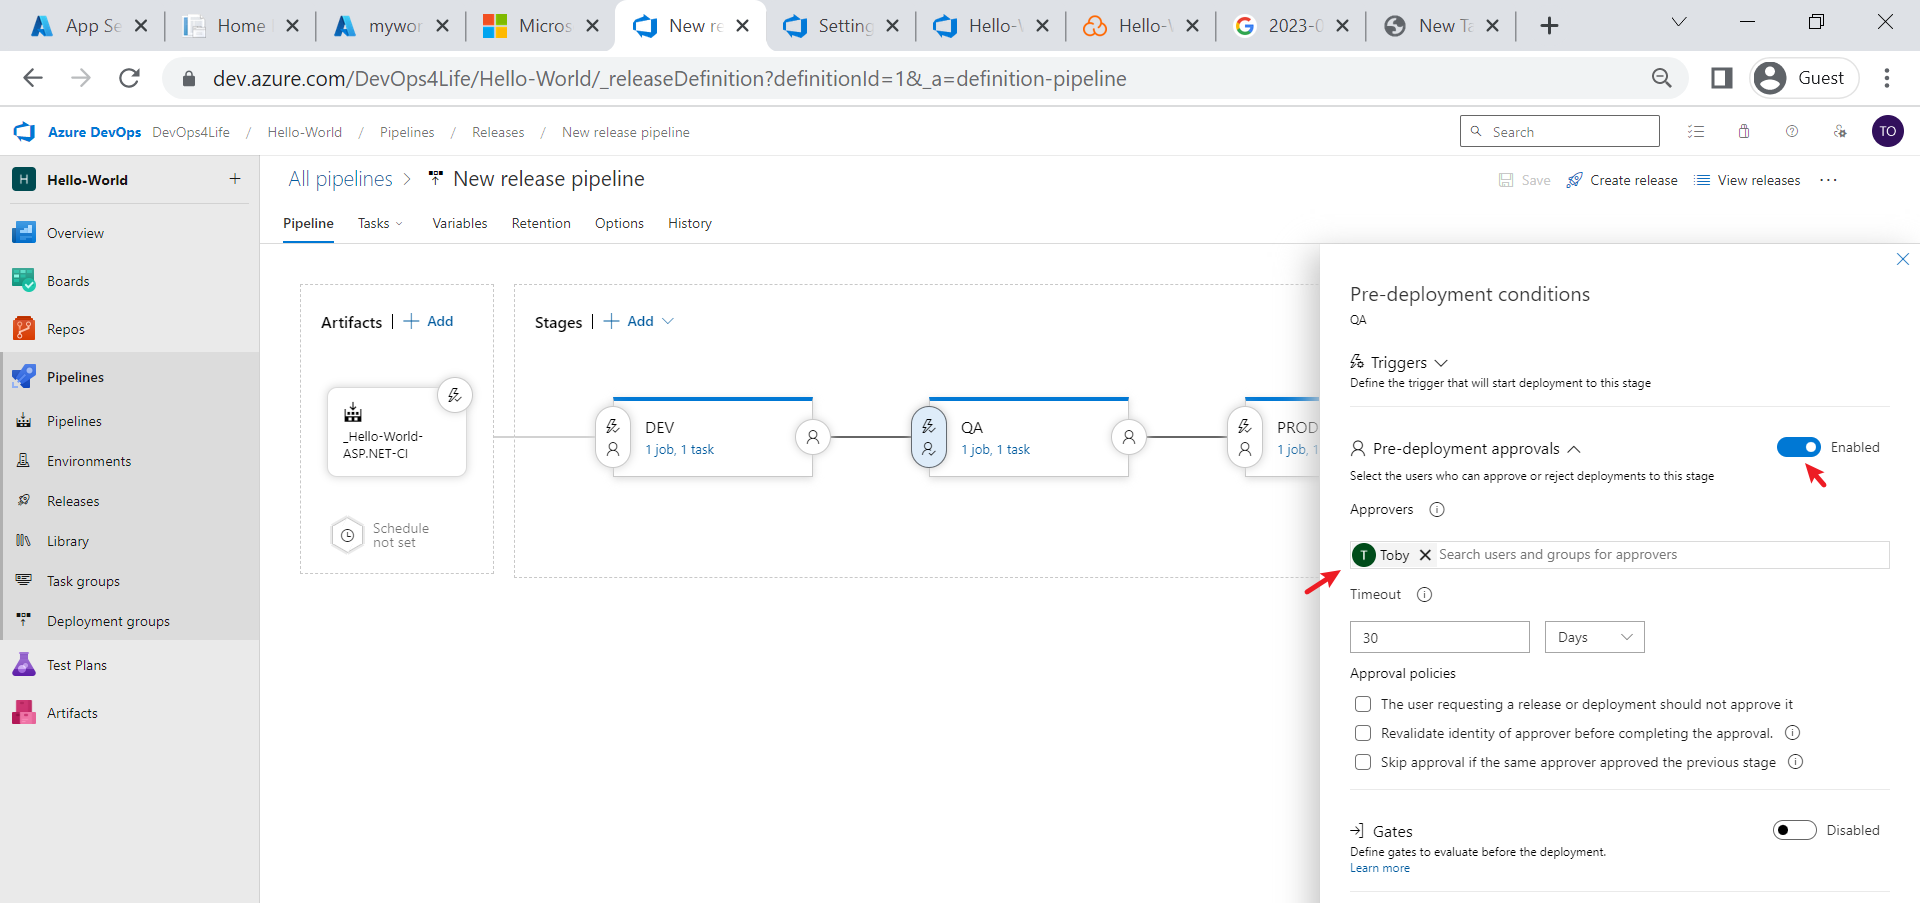 App Se
Home
mywor
Micros
New re
Setting
Hello-
Hello-
2023-0
New Ta
dev.azure.com/DevOps4Life/Hello-World/_releaseDefinition?definitionId=1&_a=definition-pipeline
Guest
Azure DevOps DevOps4Life / Hello-World / Pipelines / Releases / New release pipeline
Search
TO
H Hello-World +
Overview
Boards
Repos
Pipelines
Pipelines
Environments
Releases
Library
Task groups
Deployment groups
Test Plans
Artifacts
All pipelines > New release pipeline
Save
Create release
View releases
Pipeline Tasks Variables Retention Options History
Artifacts | + Add
_Hello-World-
ASP.NET-CI
Schedule
not set
Stages | + Add
DEV
1 job, 1 task
QA
1 job, 1 task
PROD
1 job, 1
Pre-deployment conditions
QA
Triggers
Define the trigger that will start deployment to this stage
Pre-deployment approvals
Enabled
Select the users who can approve or reject deployments to this stage
Approvers
T Toby Search users and groups for approvers
Timeout
30 Days
Approval policies
The user requesting a release or deployment should not approve it
Revalidate identity of approver before completing the approval.
Skip approval if the same approver approved the previous stage
Gates
Disabled
Define gates to evaluate before the deployment.
Learn more